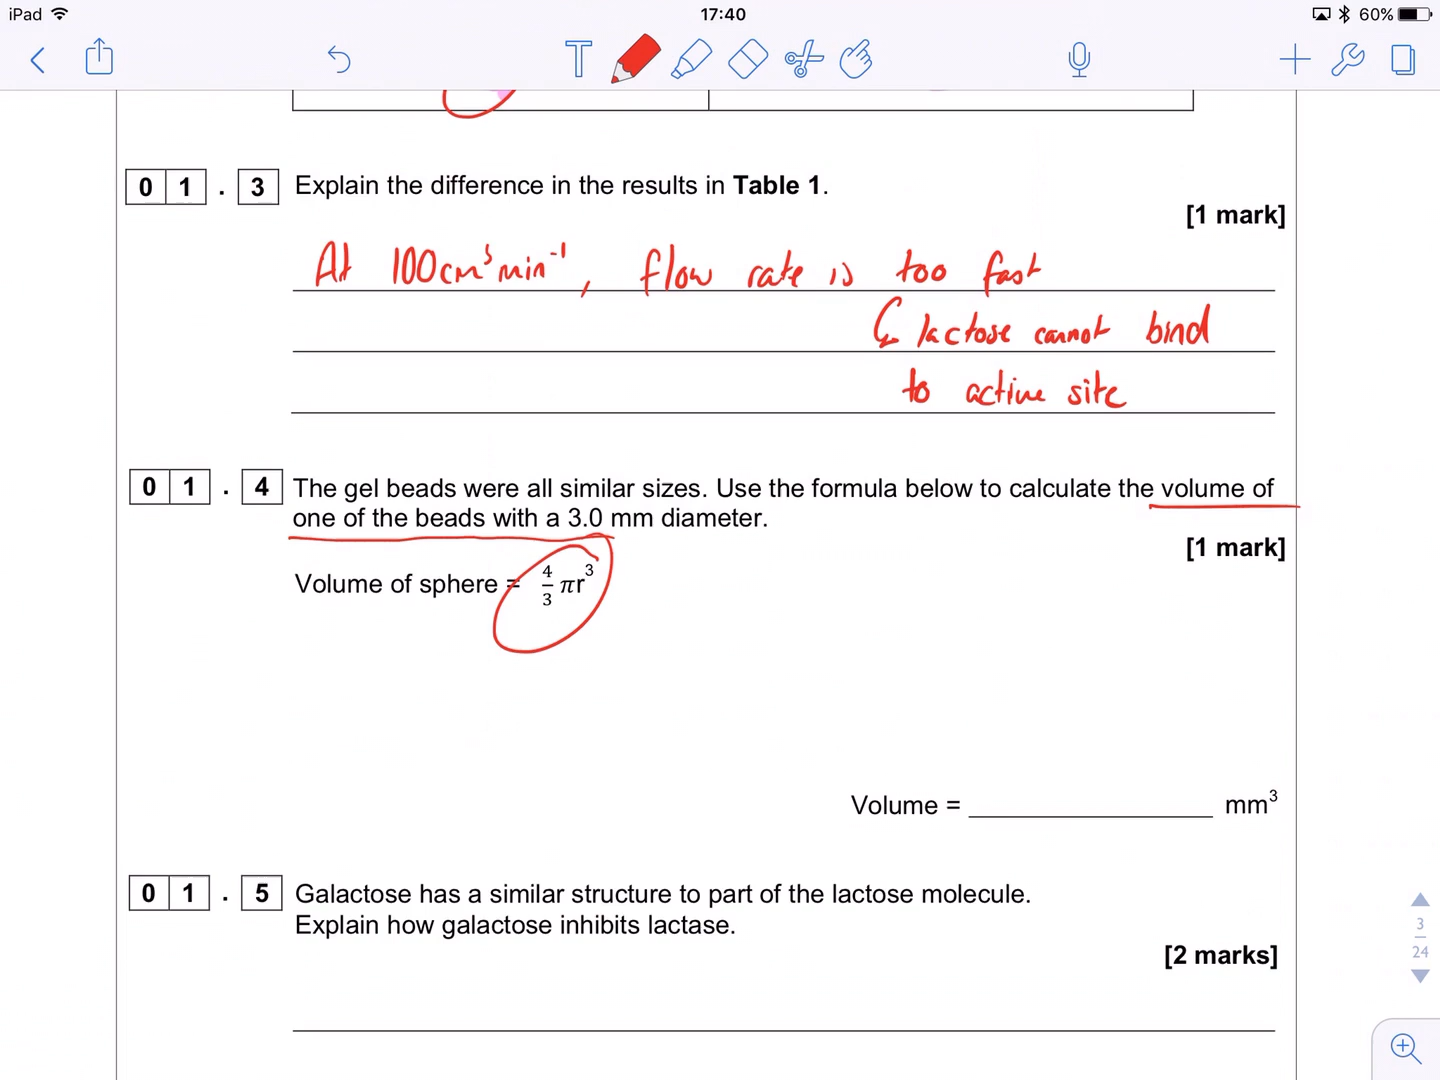 iPad 17:40 60%
0 1 . 3 Explain the difference in the results in Table 1.
[1 mark]
At 100cm³min⁻¹, flow rate is too fast
↳ lactose cannot bind
to active site
0 1 . 4 The gel beads were all similar sizes. Use the formula below to calculate the volume of
one of the beads with a 3.0 mm diameter.
[1 mark]
Volume of sphere = 4/3 πr³
Volume = ____________ mm³
0 1 . 5 Galactose has a similar structure to part of the lactose molecule.
Explain how galactose inhibits lactase.
[2 marks]
3
24